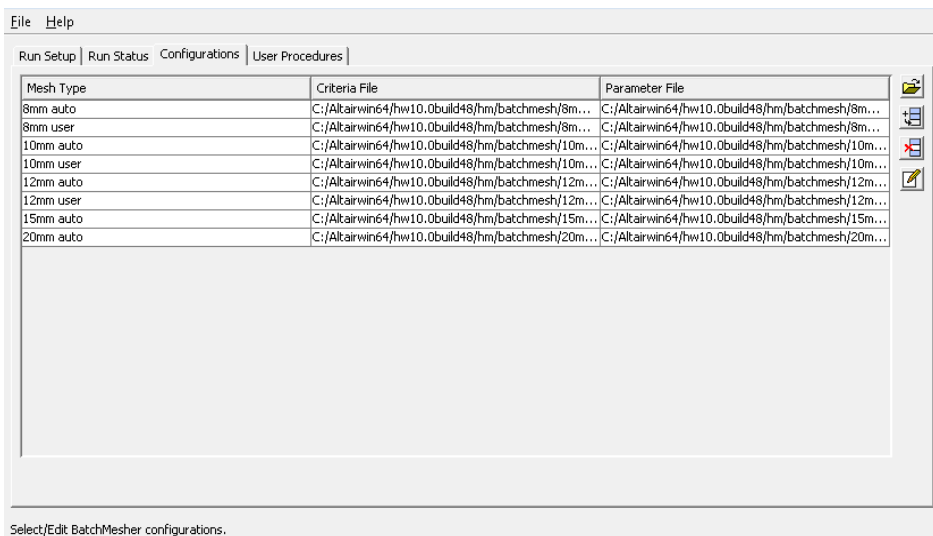 File Help
Run Setup Run Status Configurations User Procedures
Mesh Type Criteria File Parameter File
8mm auto C:/Altairwin64/hw10.0build48/hm/batchmesh/8m... C:/Altairwin64/hw10.0build48/hm/batchmesh/8m...
8mm user C:/Altairwin64/hw10.0build48/hm/batchmesh/8m... C:/Altairwin64/hw10.0build48/hm/batchmesh/8m...
10mm auto C:/Altairwin64/hw10.0build48/hm/batchmesh/10m... C:/Altairwin64/hw10.0build48/hm/batchmesh/10m...
10mm user C:/Altairwin64/hw10.0build48/hm/batchmesh/10m... C:/Altairwin64/hw10.0build48/hm/batchmesh/10m...
12mm auto C:/Altairwin64/hw10.0build48/hm/batchmesh/12m... C:/Altairwin64/hw10.0build48/hm/batchmesh/12m...
12mm user C:/Altairwin64/hw10.0build48/hm/batchmesh/12m... C:/Altairwin64/hw10.0build48/hm/batchmesh/12m...
15mm auto C:/Altairwin64/hw10.0build48/hm/batchmesh/15m... C:/Altairwin64/hw10.0build48/hm/batchmesh/15m...
20mm auto C:/Altairwin64/hw10.0build48/hm/batchmesh/20m... C:/Altairwin64/hw10.0build48/hm/batchmesh/20m...
Select/Edit BatchMesher configurations.